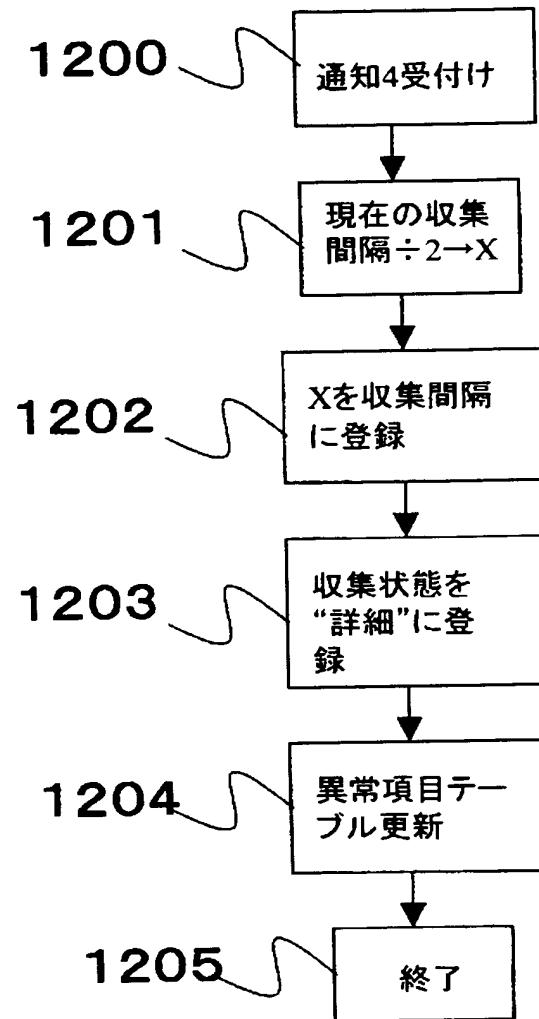 1200
通知4受付け
1201
現在の収集
間隔÷2→X
1202
Xを収集間隔
に登録
1203
収集状態を
“詳細”に登
録
1204
異常項目テー
ブル更新
1205
終了